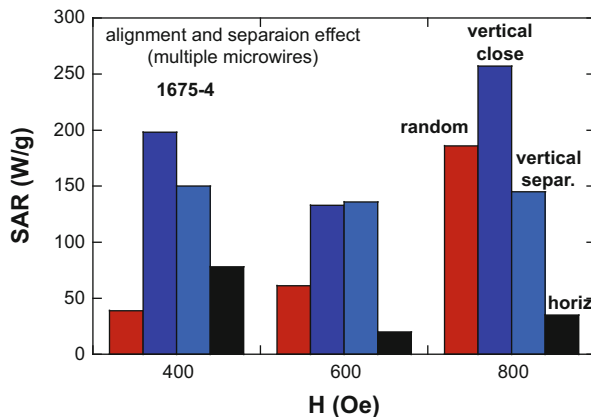 alignment and separaion effect
(multiple microwires)
1675-4
vertical
close
random
vertical
separ.
horiz
SAR (W/g)
300
250
200
150
100
50
0
400 600 800
H (Oe)